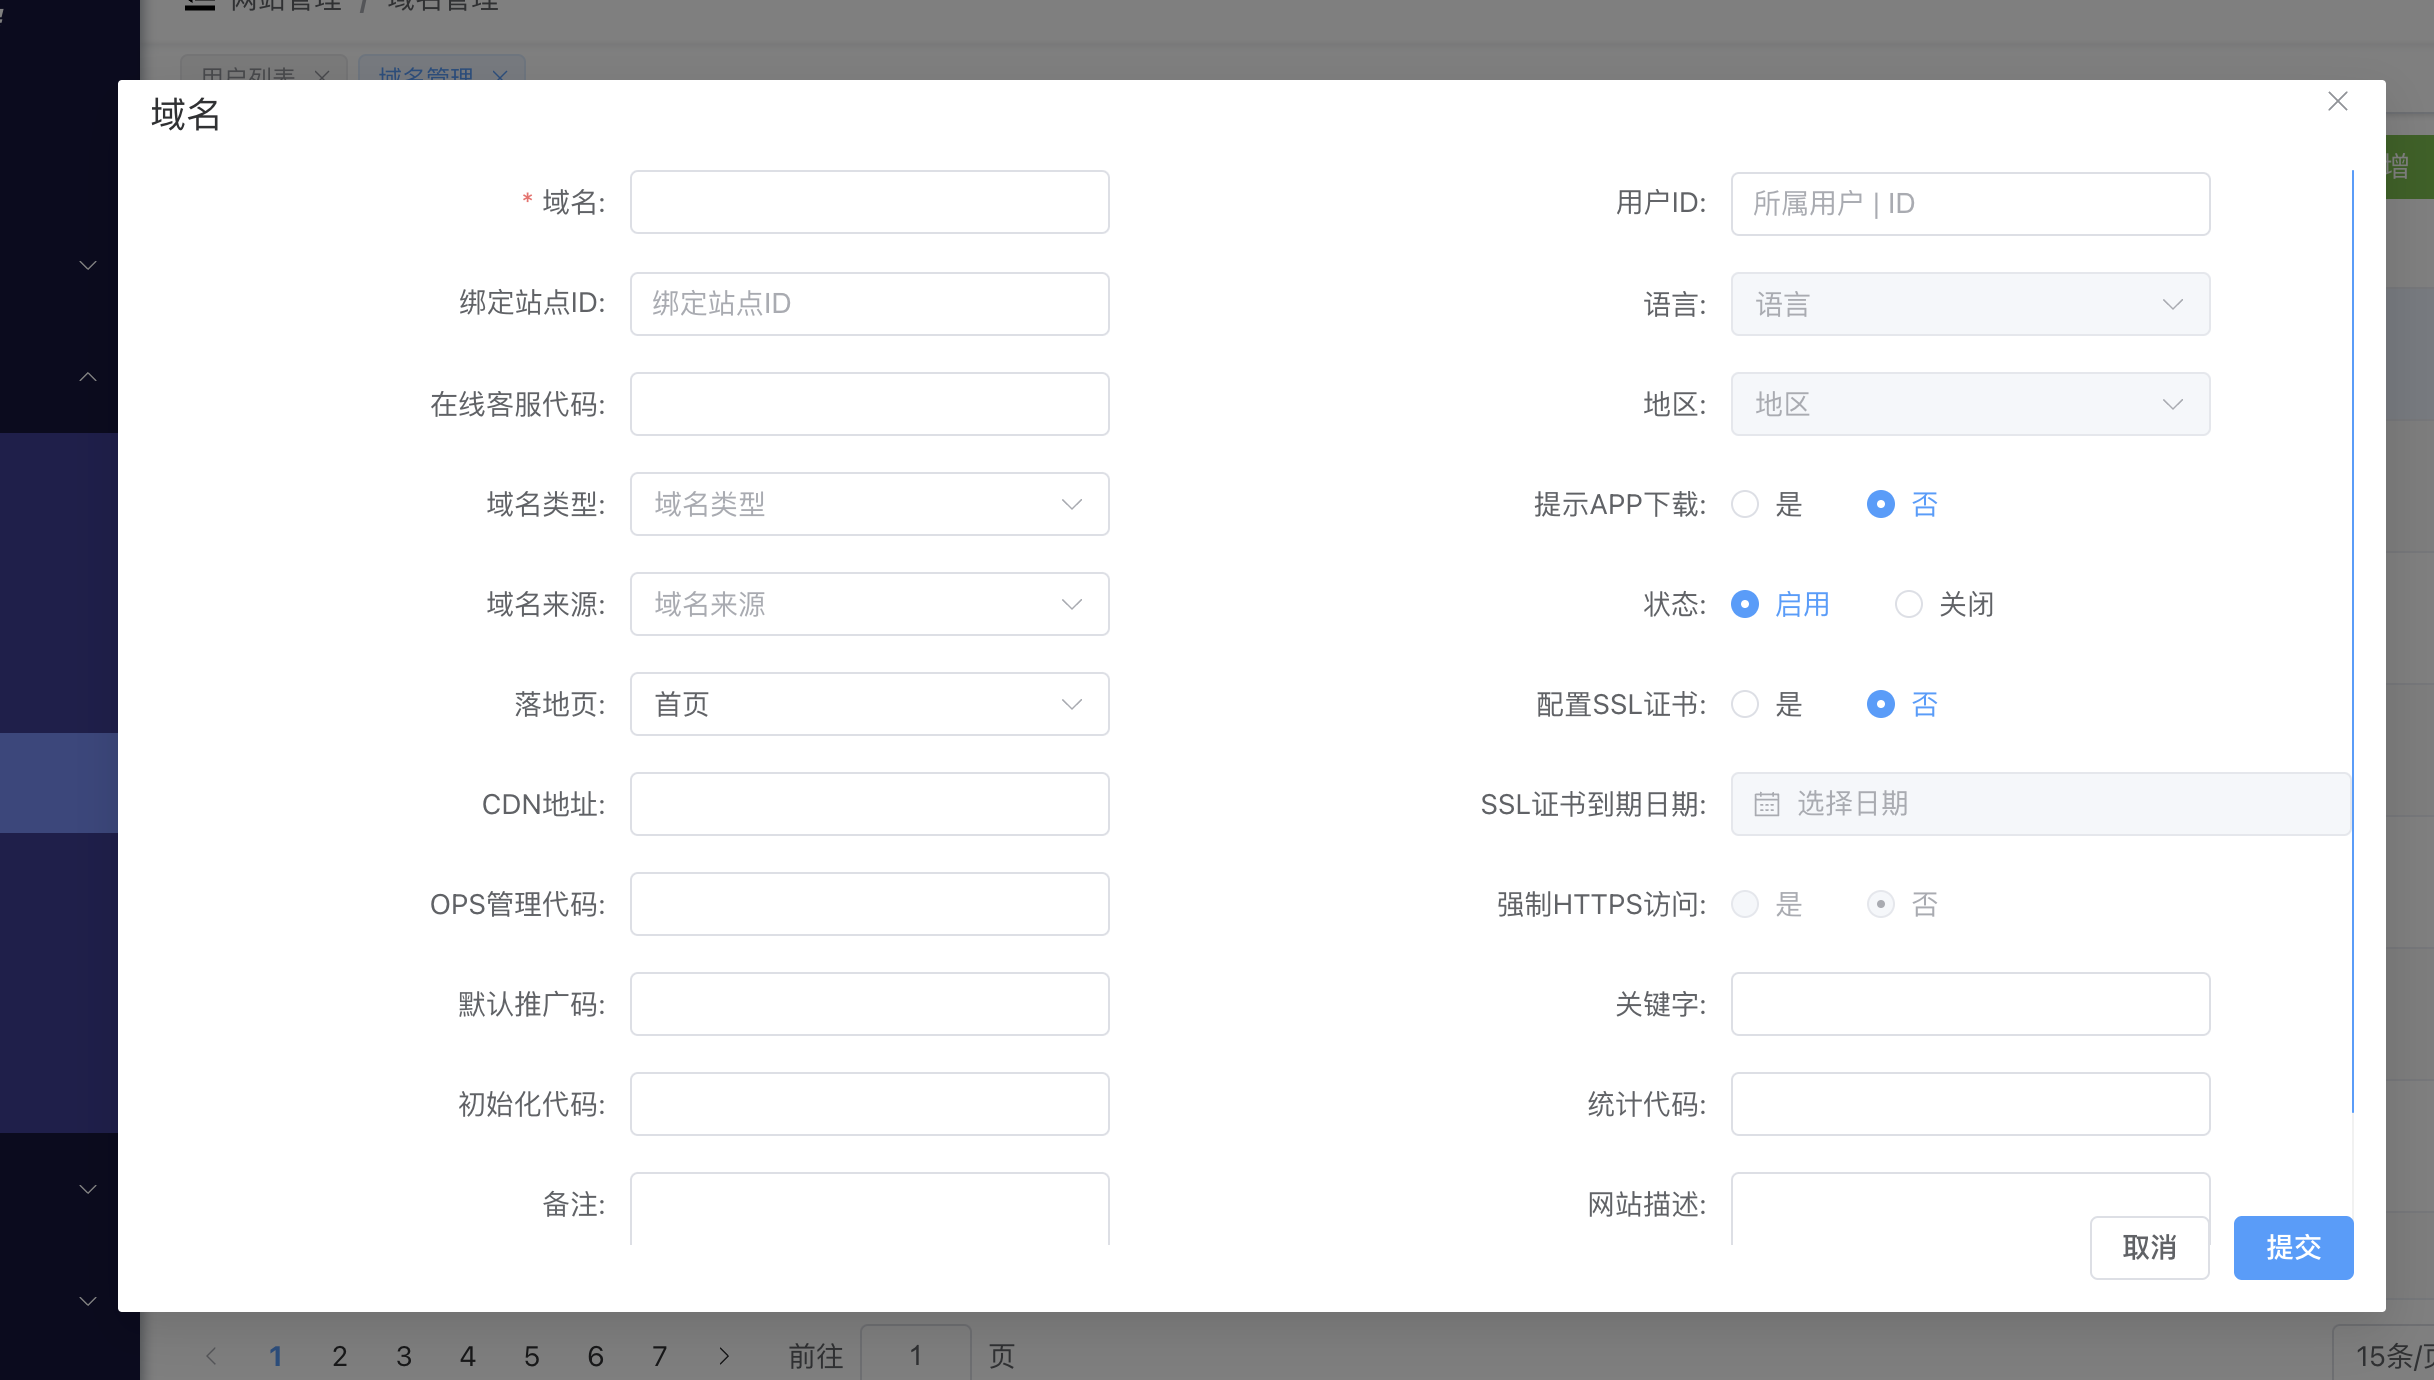 网站管理 / 域名管理
用户列表 × 域名管理 ×
域名
增
* 域名:
用户ID: 所属用户 | ID
绑定站点ID: 绑定站点ID
语言: 语言
在线客服代码:
地区: 地区
域名类型: 域名类型
提示APP下载: 是 否
域名来源: 域名来源
状态: 启用 关闭
落地页: 首页
配置SSL证书: 是 否
CDN地址:
SSL证书到期日期: 选择日期
OPS管理代码:
强制HTTPS访问: 是 否
默认推广码:
关键字:
初始化代码:
统计代码:
备注:
网站描述:
取消 提交
1 2 3 4 5 6 7 前往 1 页
15条/页